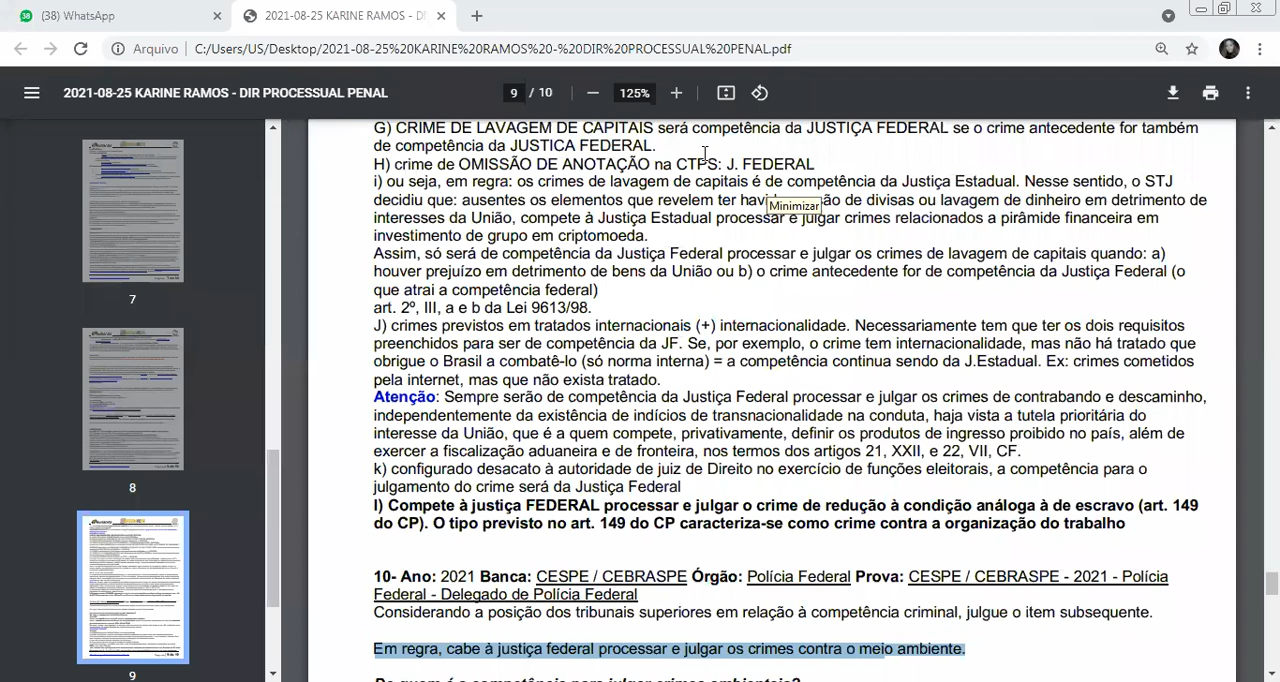 (38) WhatsApp
2021-08-25 KARINE RAMOS - DIR
Arquivo C:/Users/US/Desktop/2021-08-25%20KARINE%20RAMOS%20-%20DIR%20PROCESSUAL%20PENAL.pdf
2021-08-25 KARINE RAMOS - DIR PROCESSUAL PENAL 9 / 10 125%
G) CRIME DE LAVAGEM DE CAPITAIS será competência da JUSTIÇA FEDERAL se o crime antecedente for também
de competência da JUSTICA FEDERAL.
H) crime de OMISSÃO DE ANOTAÇÃO na CTPS: J. FEDERAL
i) ou seja, em regra: os crimes de lavagem de capitais é de competência da Justiça Estadual. Nesse sentido, o STJ
decidiu que: ausentes os elementos que revelem ter de divisas ou lavagem de dinheiro em detrimento de
Minimizar
interesses da União, compete à Justiça Estadual processar e julgar crimes relacionados a pirâmide financeira em
investimento de grupo em criptomoeda.
Assim, só será de competência da Justiça Federal processar e julgar os crimes de lavagem de capitais quando: a)
houver prejuízo em detrimento de bens da União ou b) o crime antecedente for de competência da Justiça Federal (o
que atrai a competência federal)
art. 2º, III, a e b da Lei 9613/98.
J) crimes previstos em tratados internacionais (+) internacionalidade. Necessariamente tem que ter os dois requisitos
preenchidos para ser de competência da JF. Se, por exemplo, o crime tem internacionalidade, mas não há tratado que
obrigue o Brasil a combatê-lo (só norma interna) = a competência continua sendo da J.Estadual. Ex: crimes cometidos
pela internet, mas que não exista tratado.
Atenção: Sempre será de competência da Justiça Federal processar e julgar os crimes de contrabando e descaminho,
independentemente da existência de indícios de transnacionalidade na conduta, haja vista a tutela prioritária do
interesse da União, que é a quem compete, privativamente, definir os produtos de ingresso proibido no país, além de
exercer a fiscalização aduaneira e de fronteira, nos termos dos artigos 21, XXII, e 22, VII, CF.
k) configurado desacato à autoridade de juiz de Direito no exercício de funções eleitorais, a competência para o
julgamento do crime será da Justiça Federal
l) Compete à justiça FEDERAL processar e julgar o crime de redução à condição análoga à de escravo (art. 149
do CP). O tipo previsto no art. 149 do CP caracteriza-se como crime contra a organização do trabalho
Ano: 2021 Banca: CESPE / CEBRASPE Órgão: Polícia Federal Prova: CESPE / CEBRASPE - 2021 - Polícia
Federal - Delegado de Polícia Federal
Considerando a posição dos tribunais superiores em relação à competência criminal, julgue o item subsequente.
Em regra, cabe à justiça federal processar e julgar os crimes contra o meio ambiente.
De quem é a competência para julgar crimes ambientais?
7
8
9